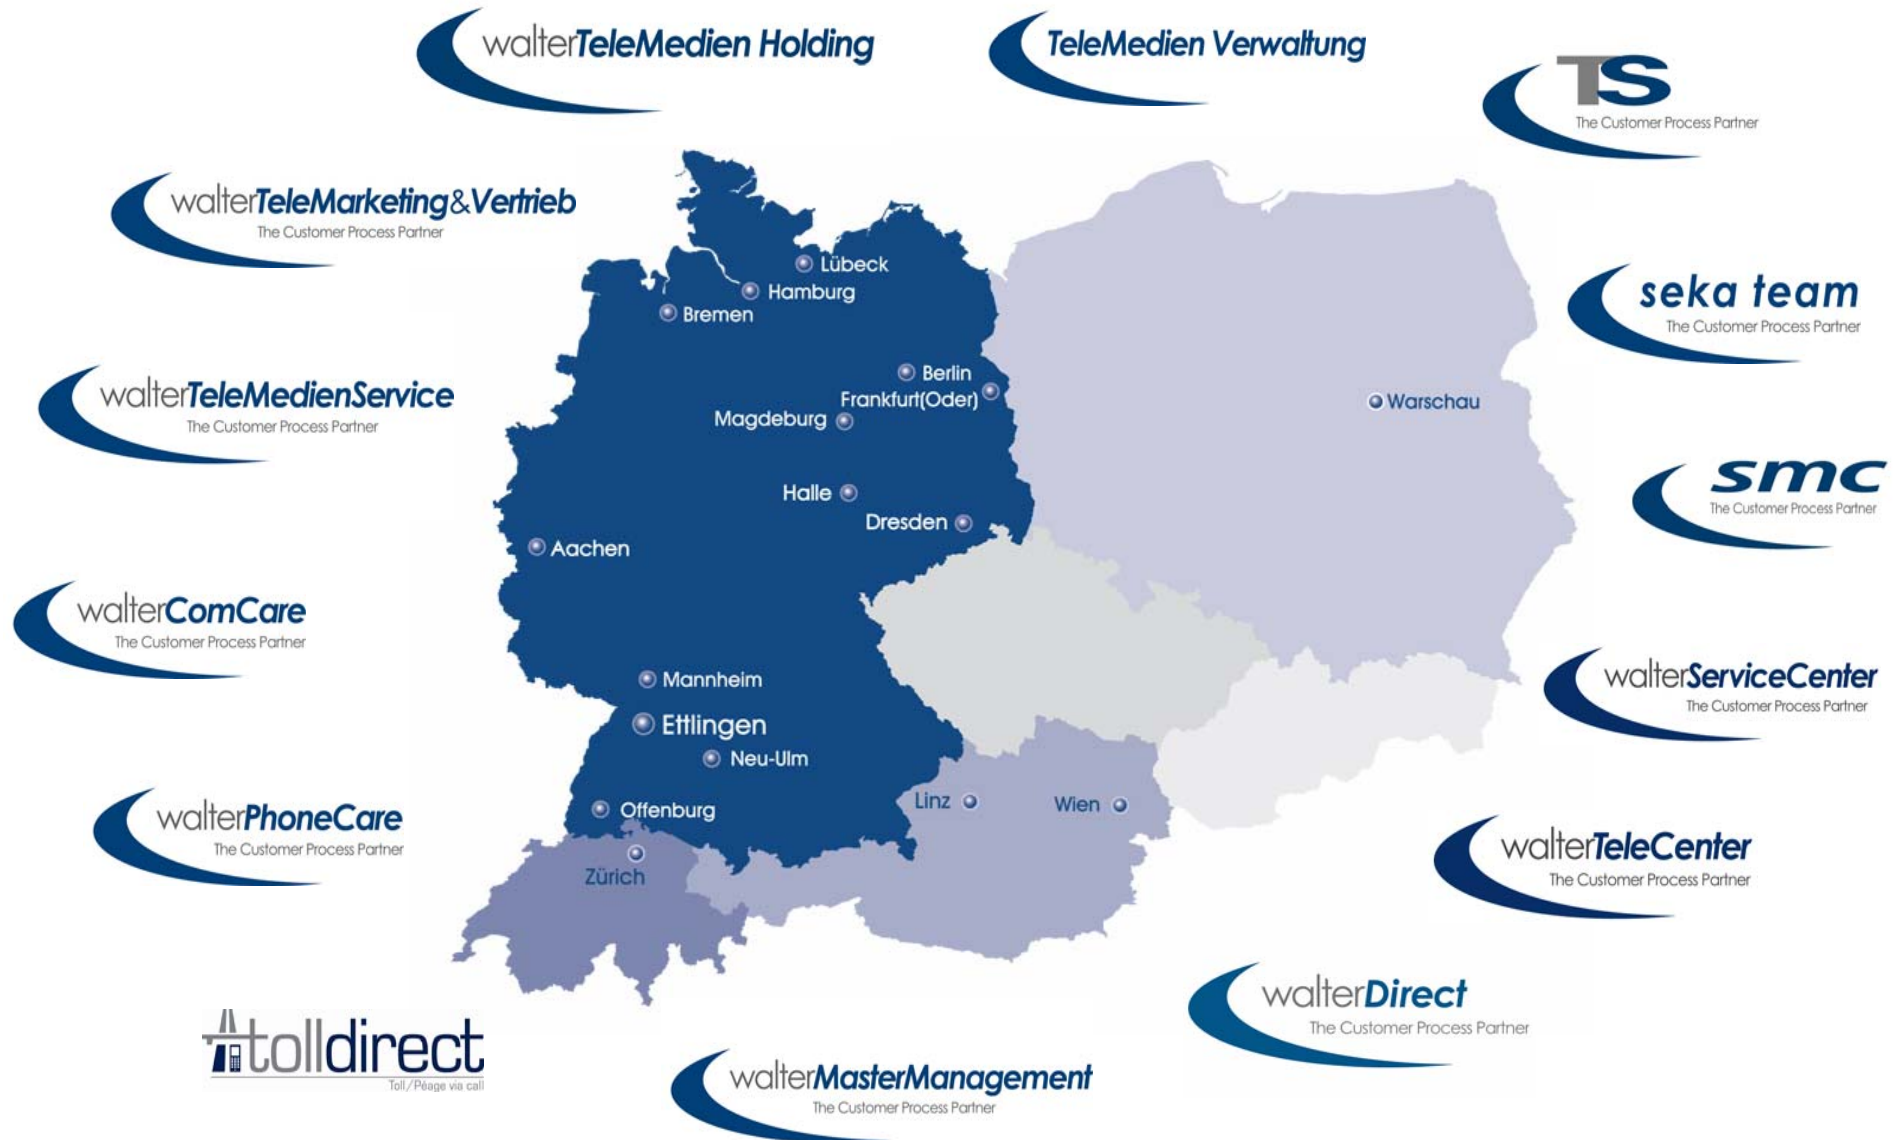 walterTeleMedien Holding
TeleMedien Verwaltung
TS
The Customer Process Partner
walterTeleMarketing&Vertrieb
The Customer Process Partner
Lübeck
Hamburg
Bremen
seka team
The Customer Process Partner
walterTeleMedienService
The Customer Process Partner
Berlin
Frankfurt(Oder)
Magdeburg
Warschau
Halle
Dresden
smc
The Customer Process Partner
Aachen
walterComCare
The Customer Process Partner
Mannheim
Ettlingen
Neu-Ulm
walterServiceCenter
The Customer Process Partner
Offenburg
Linz
Wien
walterPhoneCare
The Customer Process Partner
Zürich
walterTeleCenter
The Customer Process Partner
walterDirect
The Customer Process Partner
tolldirect
Toll/Péage via call
walterMasterManagement
The Customer Process Partner